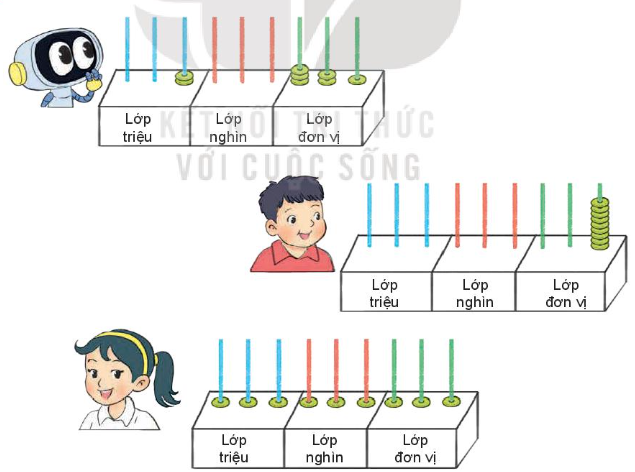 Lớp triệu
Lớp nghìn
Lớp đơn vị
KẾT NỐI TRI THỨC
VỚI CUỘC SỐNG
Lớp triệu
Lớp nghìn
Lớp đơn vị
Lớp triệu
Lớp nghìn
Lớp đơn vị